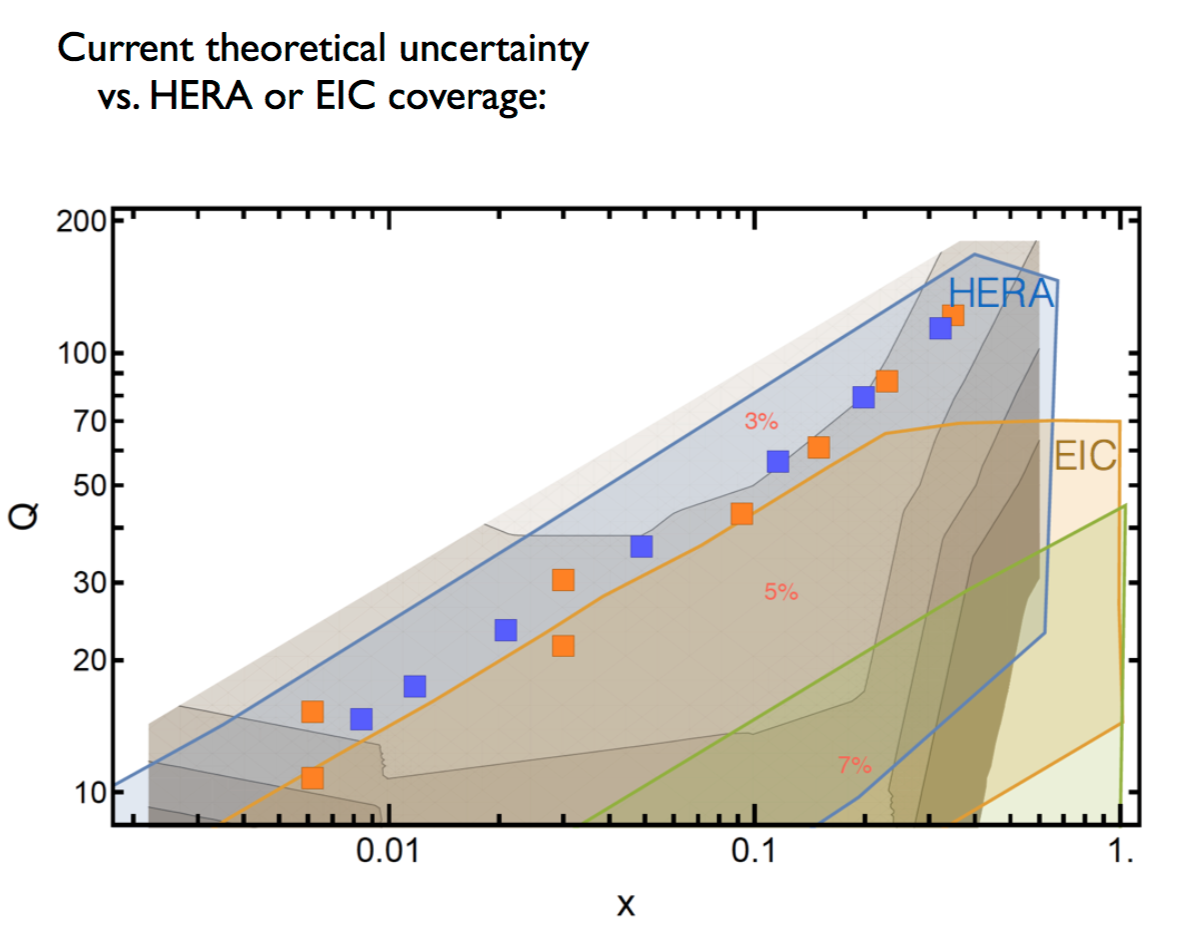 Current theoretical uncertainty
vs. HERA or EIC coverage:
200
100
70
50
30
20
10
Q
HERA
EIC
3%
5%
7%
0.01
0.1
1.
x